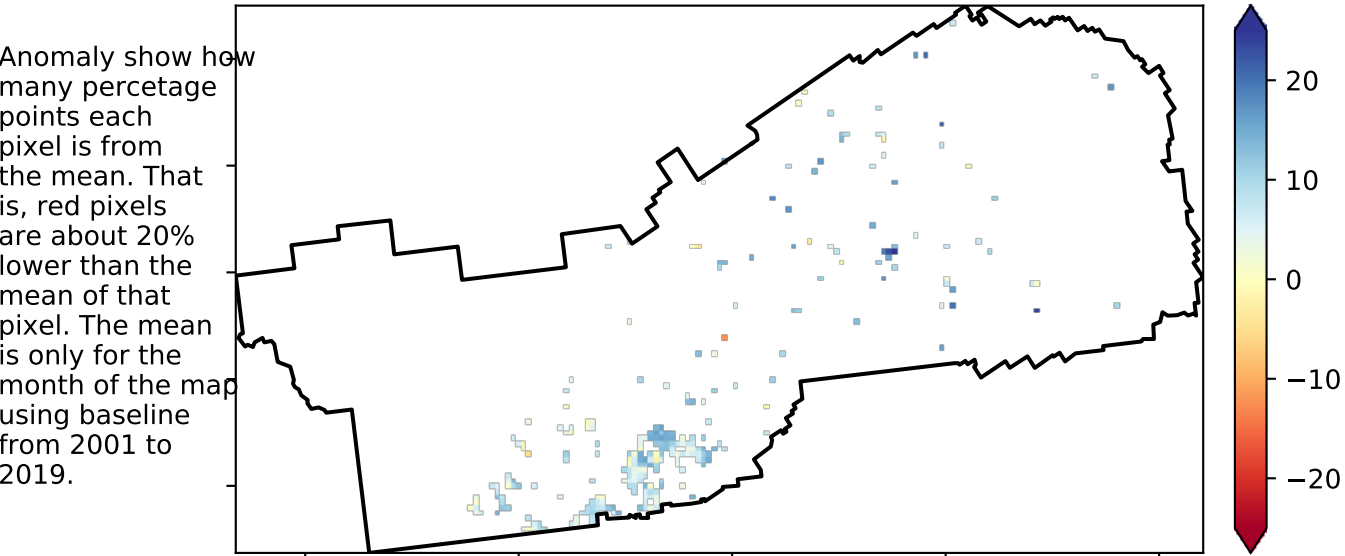 Anomaly show how
many percetage
points each
pixel is from
the mean. That
is, red pixels
are about 20%
lower than the
mean of that
pixel. The mean
is only for the
month of the map
using baseline
from 2001 to
2019.
20
10
0
−10
−20